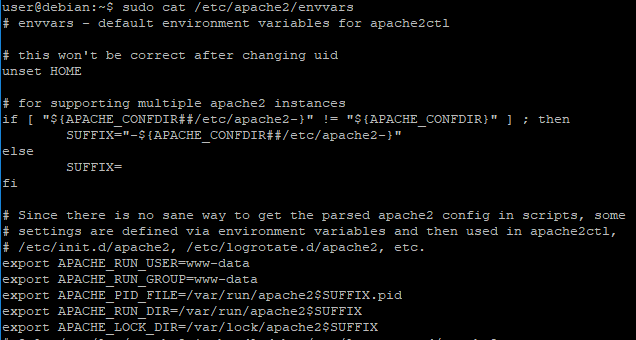 user@debian:~$ sudo cat /etc/apache2/envvars
# envvars - default environment variables for apache2ctl

# this won't be correct after changing uid
unset HOME

# for supporting multiple apache2 instances
if [ "${APACHE_CONFDIR##/etc/apache2-}" != "${APACHE_CONFDIR}" ] ; then
        SUFFIX="-${APACHE_CONFDIR##/etc/apache2-}"
else
        SUFFIX=
fi

# Since there is no sane way to get the parsed apache2 config in scripts, some
# settings are defined via environment variables and then used in apache2ctl,
# /etc/init.d/apache2, /etc/logrotate.d/apache2, etc.
export APACHE_RUN_USER=www-data
export APACHE_RUN_GROUP=www-data
export APACHE_PID_FILE=/var/run/apache2$SUFFIX.pid
export APACHE_RUN_DIR=/var/run/apache2$SUFFIX
export APACHE_LOCK_DIR=/var/lock/apache2$SUFFIX